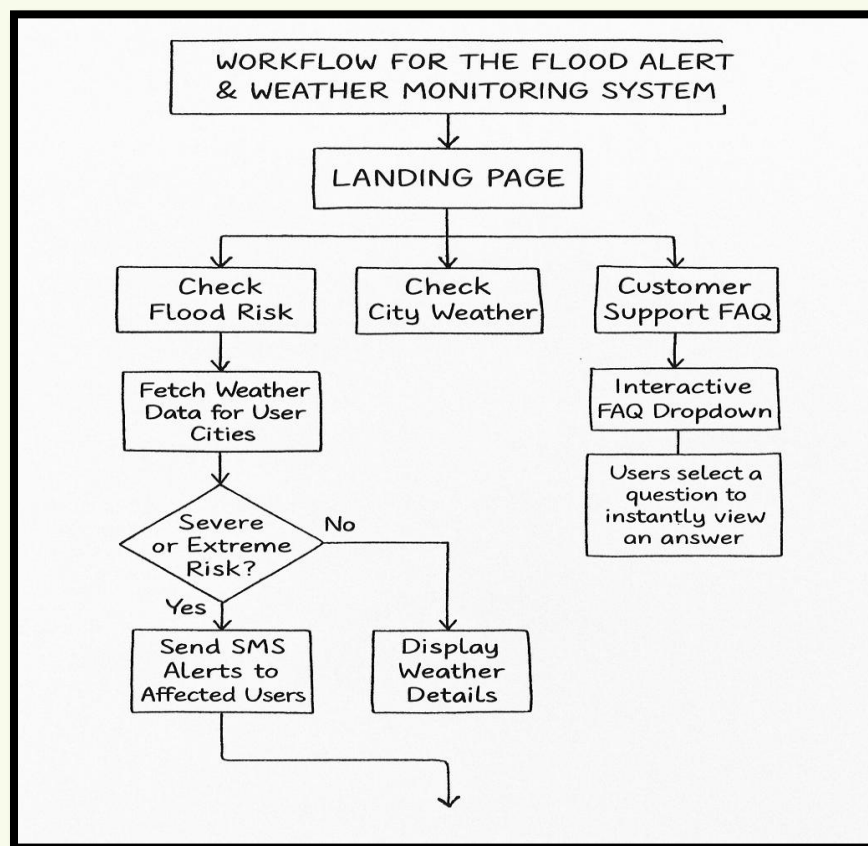 WORKFLOW FOR THE FLOOD ALERT
& WEATHER MONITORING SYSTEM
LANDING PAGE
Check
Flood Risk
Check
City Weather
Customer
Support FAQ
Fetch Weather
Data for User
Cities
Interactive
FAQ Dropdown
Users select a
question to
instantly view
an answer
Severe
or Extreme
Risk?
No
Yes
Send SMS
Alerts to
Affected Users
Display
Weather
Details